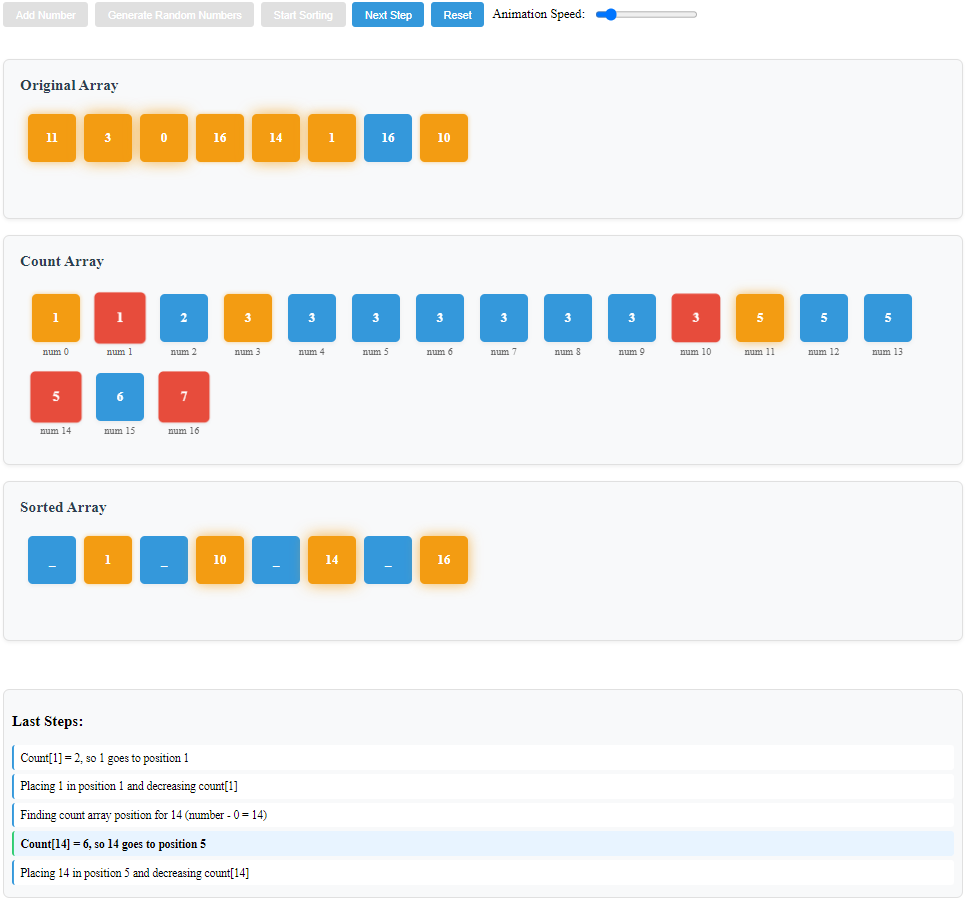 Add Number Generate Random Numbers Start Sorting Next Step Reset Animation Speed:
Original Array
11 3 0 16 14 1 16 10
Count Array
1 1 2 3 3 3 3 3 3 3 3 5 5 5
num 0 num 1 num 2 num 3 num 4 num 5 num 6 num 7 num 8 num 9 num 10 num 11 num 12 num 13
5 6 7
num 14 num 15 num 16
Sorted Array
_ 1 _ 10 _ 14 _ 16
Last Steps:
Count[1] = 2, so 1 goes to position 1
Placing 1 in position 1 and decreasing count[1]
Finding count array position for 14 (number - 0 = 14)
Count[14] = 6, so 14 goes to position 5
Placing 14 in position 5 and decreasing count[14]